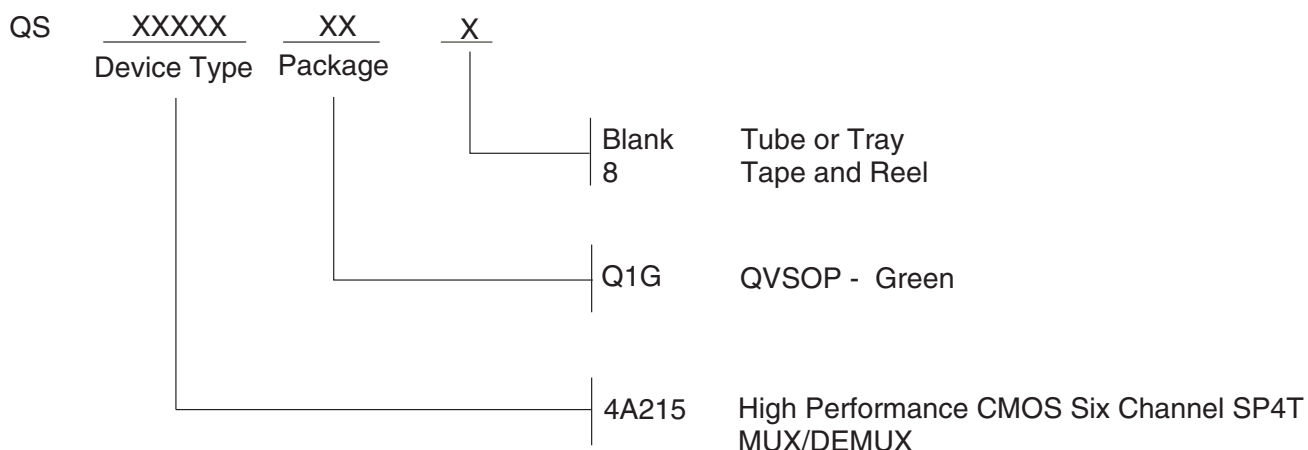 QS XXXXX XX X
Device Type Package
Blank Tube or Tray
8 Tape and Reel
Q1G QVSOP - Green
4A215 High Performance CMOS Six Channel SP4T
MUX/DEMUX